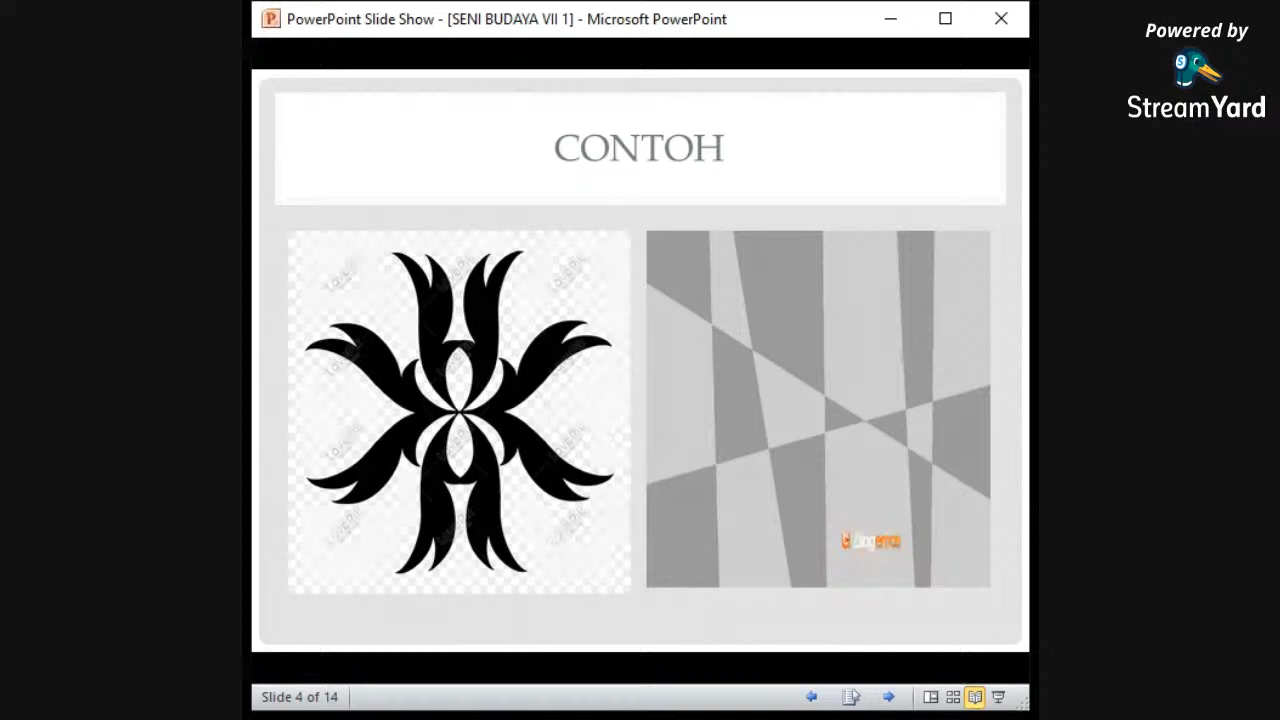 PowerPoint Slide Show - [SENI BUDAYA VII 1] - Microsoft PowerPoint
Powered by
StreamYard
CONTOH
Slide 4 of 14